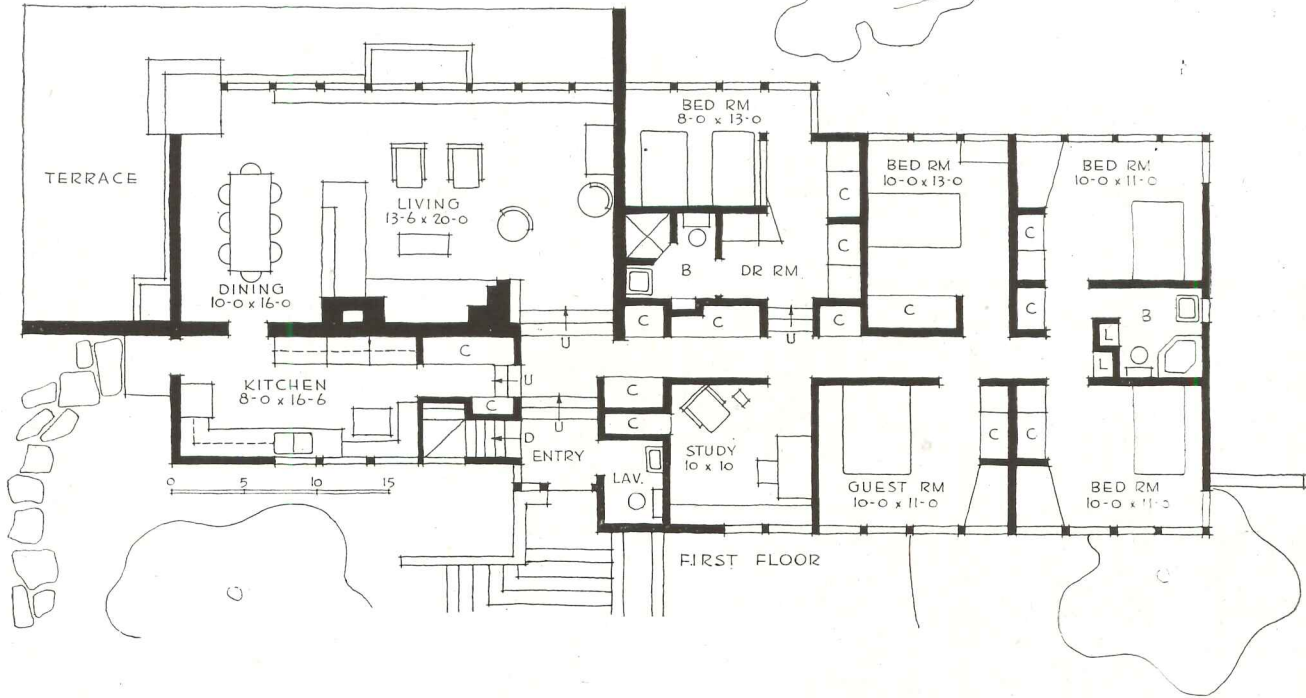 BED RM
8-0 x 13-0
TERRACE
LIVING
13-6 x 20-0
BED RM
10-0 x 13-0
BED RM
10-0 x 11-0
C
C
C
DINING
10-0 x 16-0
B
DR RM
C
C
C
C
C
B
L
L
U
U
C
KITCHEN
8-0 x 16-6
U
C
U
C
C
D
ENTRY
LAV.
STUDY
10 x 10
C
C
GUEST RM
10-0 x 11-0
BED RM
10-0 x 11-0
0 5 10 15
FIRST FLOOR